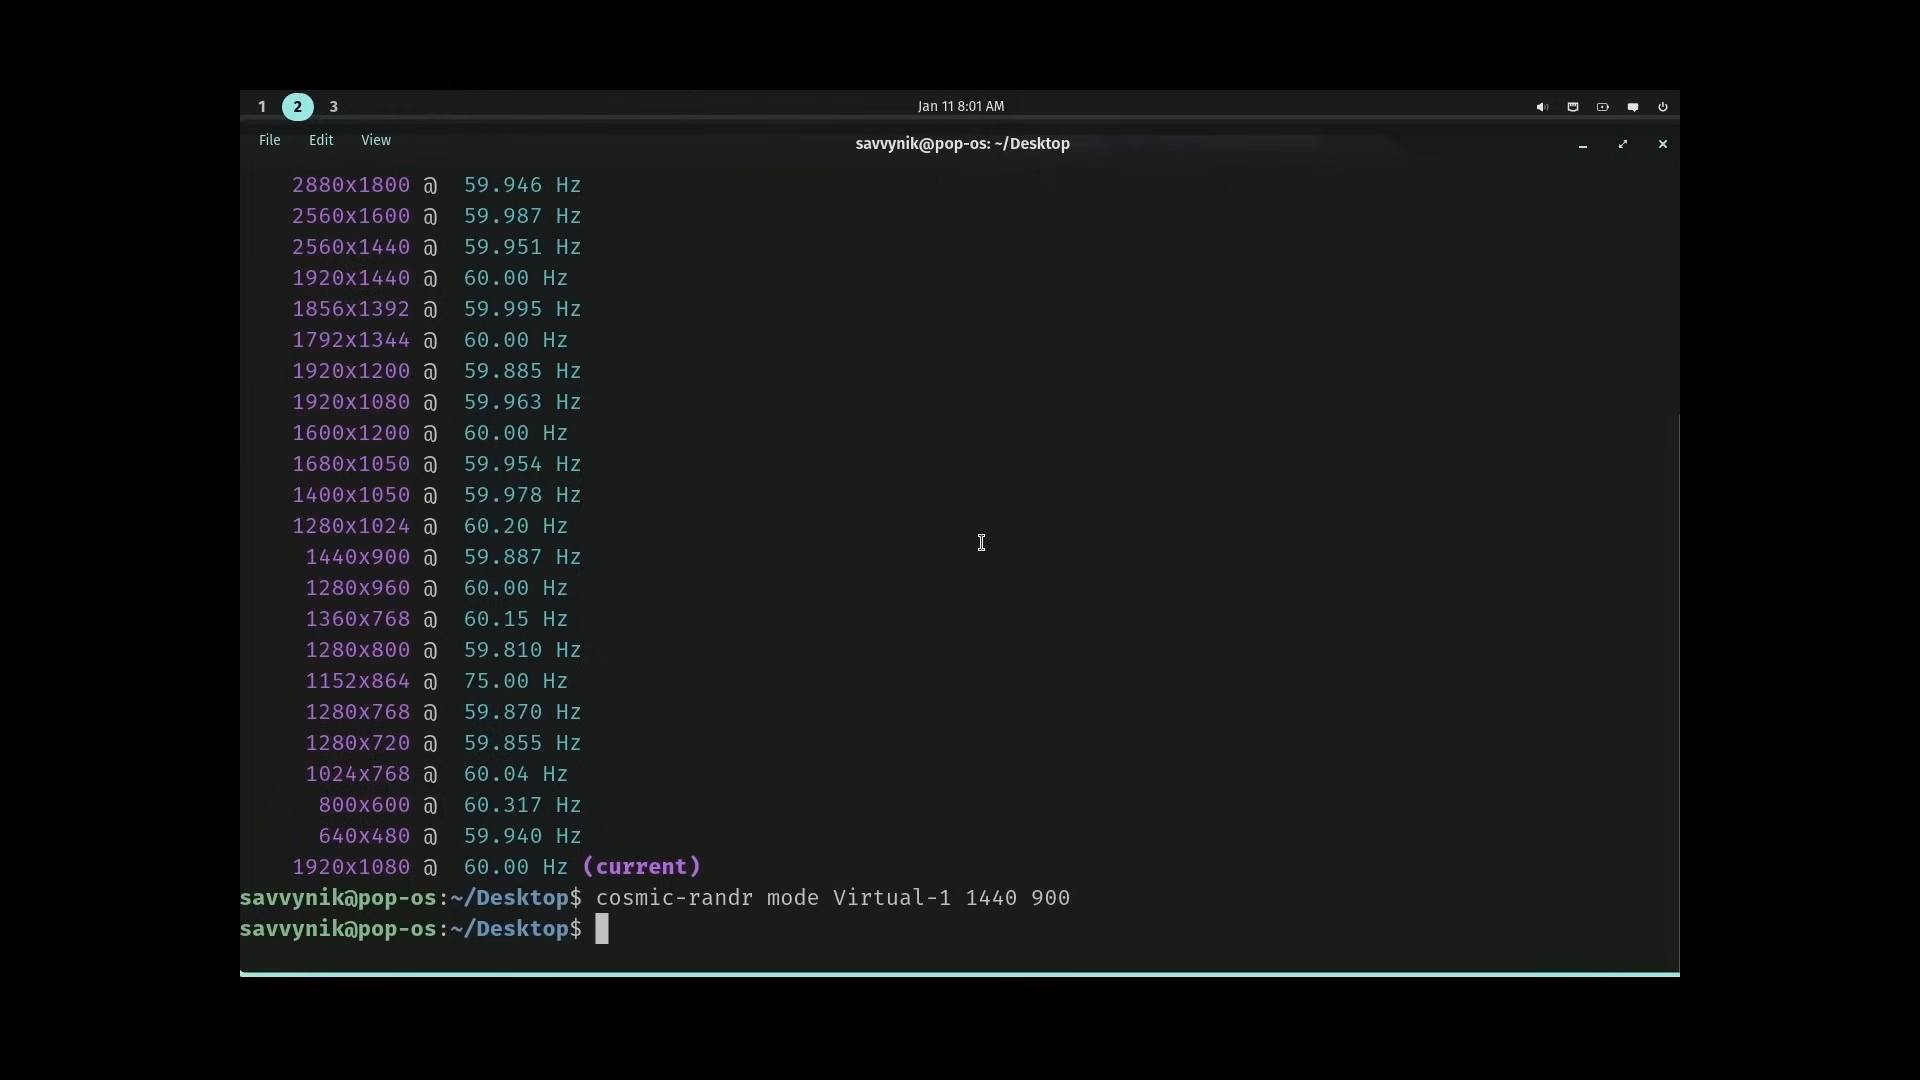 1 2 3 Jan 11 8:01 AM
File Edit View savvynik@pop-os: ~/Desktop
2880x1800 @ 59.946 Hz
2560x1600 @ 59.987 Hz
2560x1440 @ 59.951 Hz
1920x1440 @ 60.00 Hz
1856x1392 @ 59.995 Hz
1792x1344 @ 60.00 Hz
1920x1200 @ 59.885 Hz
1920x1080 @ 59.963 Hz
1600x1200 @ 60.00 Hz
1680x1050 @ 59.954 Hz
1400x1050 @ 59.978 Hz
1280x1024 @ 60.20 Hz
1440x900 @ 59.887 Hz
1280x960 @ 60.00 Hz
1360x768 @ 60.15 Hz
1280x800 @ 59.810 Hz
1152x864 @ 75.00 Hz
1280x768 @ 59.870 Hz
1280x720 @ 59.855 Hz
1024x768 @ 60.04 Hz
800x600 @ 60.317 Hz
640x480 @ 59.940 Hz
1920x1080 @ 60.00 Hz (current)
savvynik@pop-os:~/Desktop$ cosmic-randr mode Virtual-1 1440 900
savvynik@pop-os:~/Desktop$